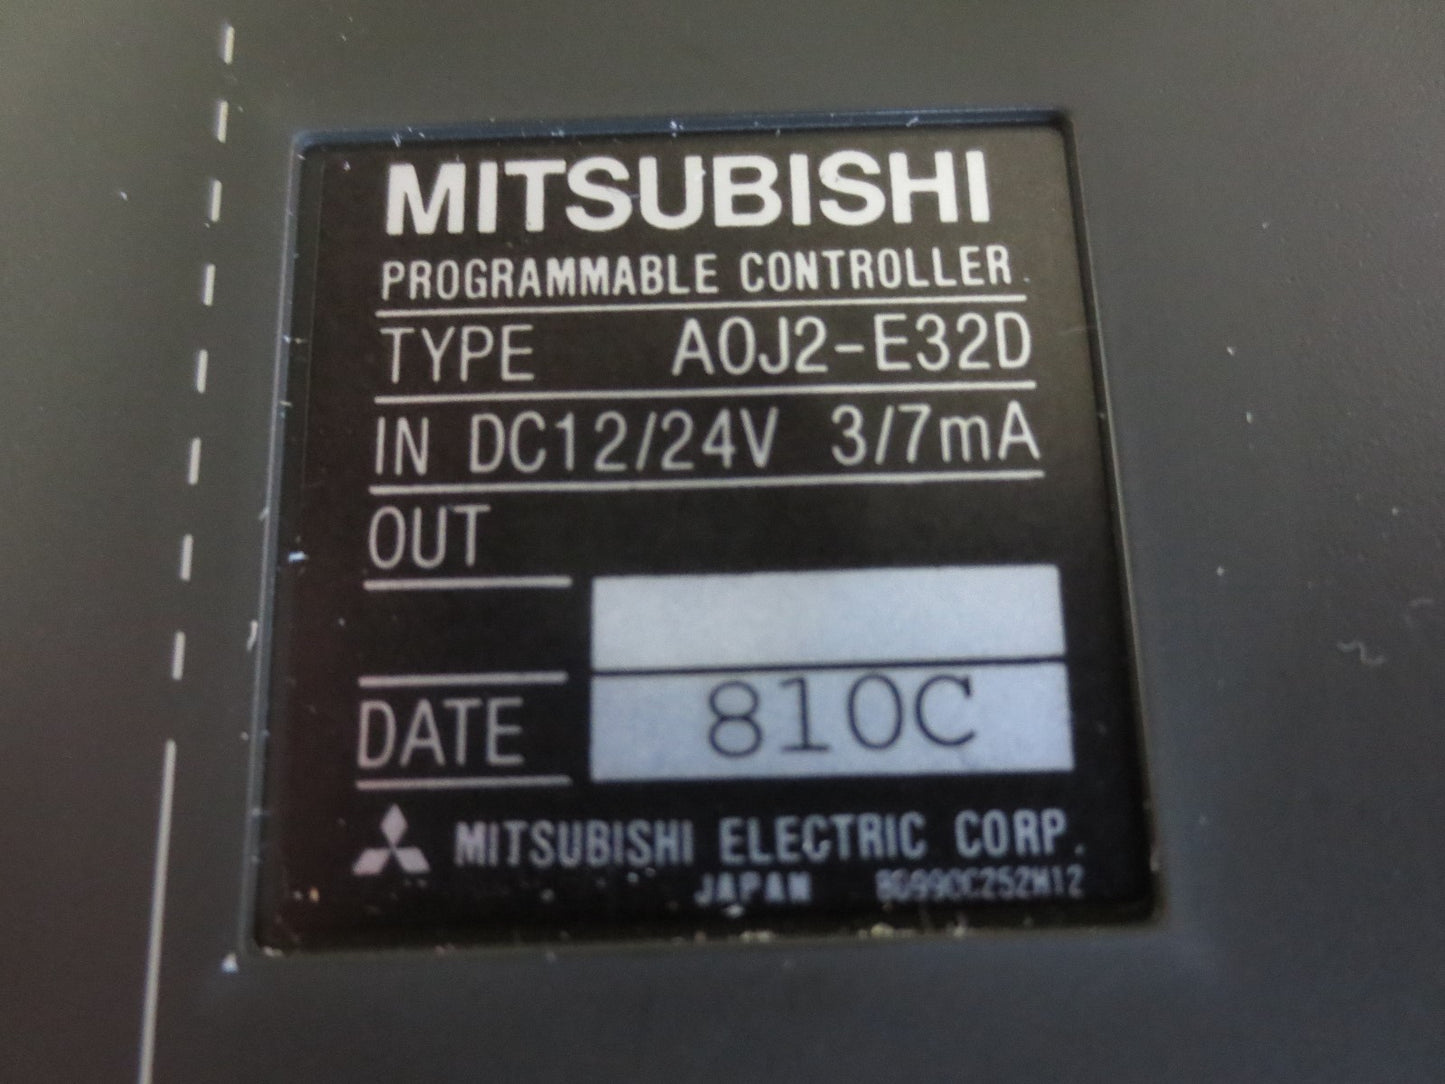 MITSUBISHI
PROGRAMMABLE CONTROLLER
TYPE A0J2-E32D
IN DC12/24V 3/7mA
OUT
DATE 810C
MITSUBISHI ELECTRIC CORP.
JAPAN